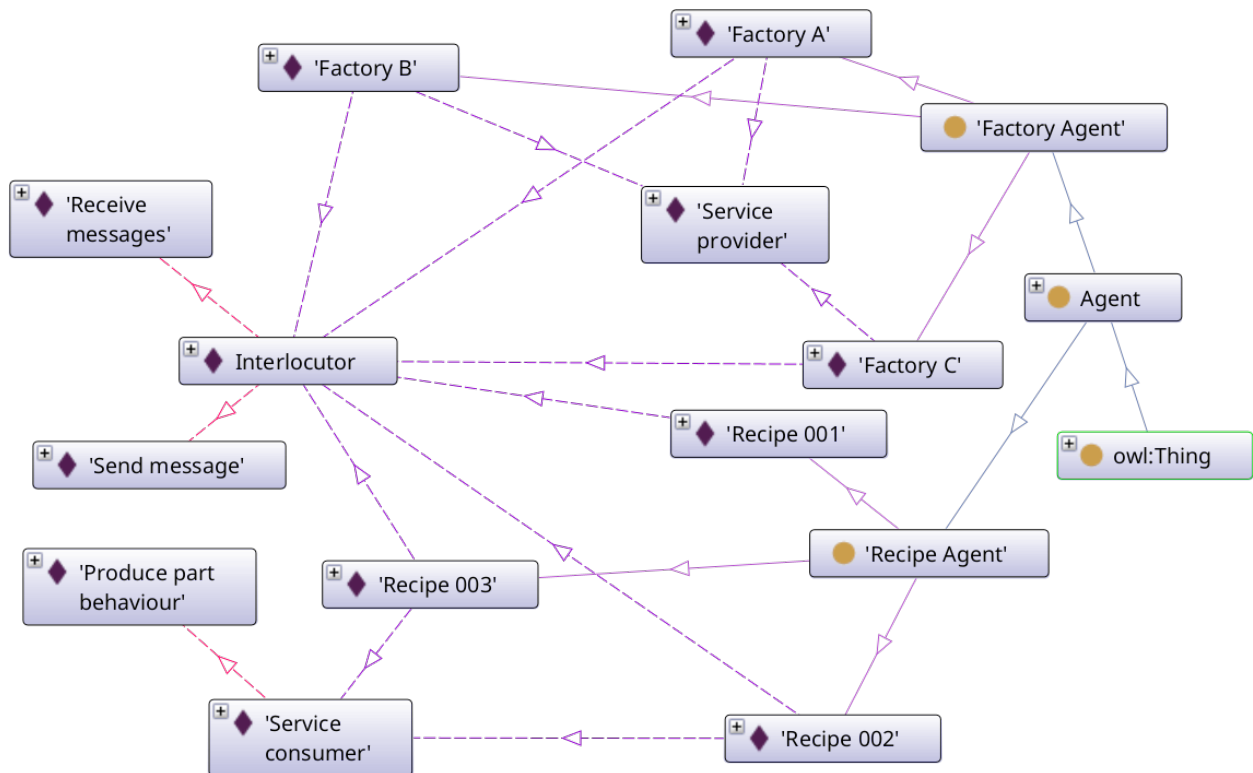 'Factory A'
'Factory B'
'Factory Agent'
'Receive
messages'
'Service
provider'
Agent
Interlocutor
'Factory C'
'Recipe 001'
'Send message'
owl:Thing
'Recipe Agent'
'Produce part
behaviour'
'Recipe 003'
'Service
consumer'
'Recipe 002'